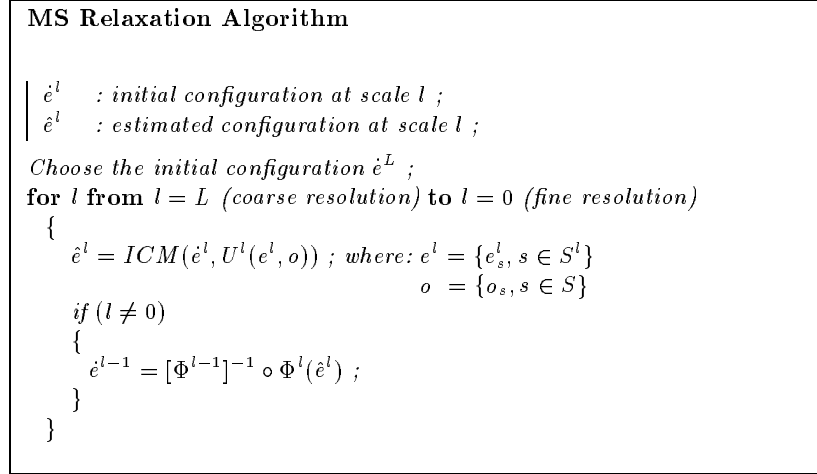 MS Relaxation Algorithm
ė^l : initial configuration at scale l ;
ê^l : estimated configuration at scale l ;
Choose the initial configuration ė^L ;
for l from l = L (coarse resolution) to l = 0 (fine resolution)
{
ê^l = ICM(ė^l, U^l(e^l, o)) ; where: e^l = {e_s^l, s ∈ S^l}
o = {o_s, s ∈ S}
if (l ≠ 0)
{
ė^{l−1} = [Φ^{l−1}]^{−1} ∘ Φ^l(ê^l) ;
}
}